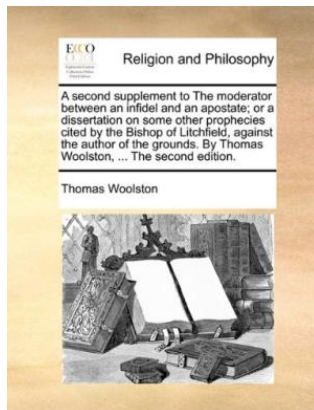 ECCO
Religion and Philosophy
A second supplement to The moderator
between an infidel and an apostate; or a
dissertation on some other prophecies
cited by the Bishop of Litchfield, against
the author of the grounds. By Thomas
Woolston, ... The second edition.
Thomas Woolston